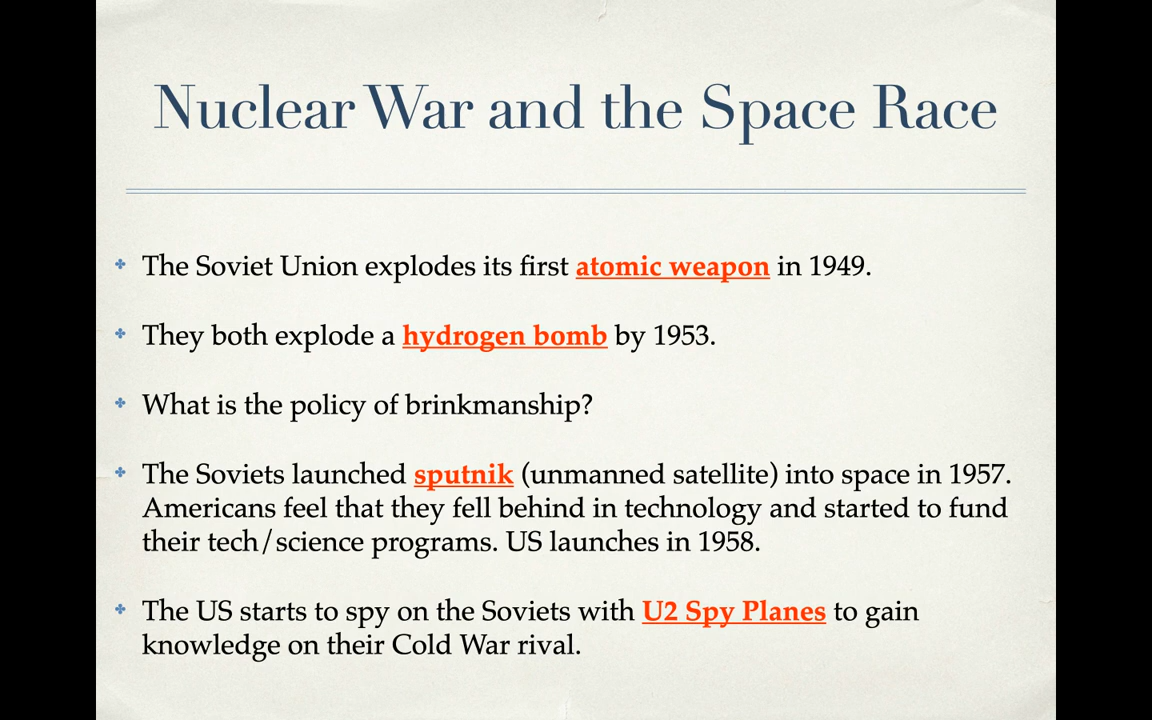 Nuclear War and the Space Race
The Soviet Union explodes its first atomic weapon in 1949.
They both explode a hydrogen bomb by 1953.
What is the policy of brinkmanship?
The Soviets launched sputnik (unmanned satellite) into space in 1957.
Americans feel that they fell behind in technology and started to fund
their tech/science programs. US launches in 1958.
The US starts to spy on the Soviets with U2 Spy Planes to gain
knowledge on their Cold War rival.